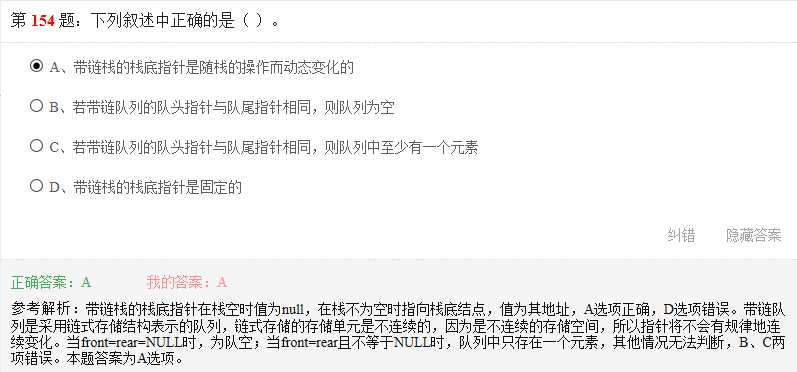 第 154 题：下列叙述中正确的是（ ）。
A、带链栈的栈底指针是随栈的操作而动态变化的
B、若带链队列的队头指针与队尾指针相同，则队列为空
C、若带链队列的队头指针与队尾指针相同，则队列中至少有一个元素
D、带链栈的栈底指针是固定的
纠错 隐藏答案
正确答案：A 我的答案：A
参考解析：带链栈的栈底指针在栈空时值为null，在栈不为空时指向栈底结点，值为其地址，A选项正确，D选项错误。带链队
列是采用链式存储结构表示的队列，链式存储的存储单元是不连续的，因为是不连续的存储空间，所以指针将不会有规律地连
续变化。当front=rear=NULL时，为队空；当front=rear且不等于NULL时，队列中只存在一个元素，其他情况无法判断，B、C两
项错误。本题答案为A选项。